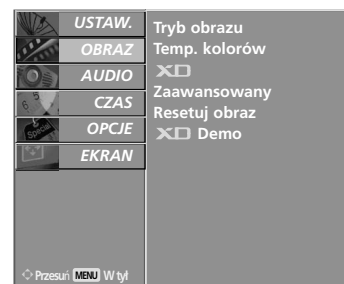 USTAW.
OBRAZ
AUDIO
CZAS
OPCJE
EKRAN
Tryb obrazu
Temp. kolorów
XD
Zaawansowany
Resetuj obraz
XD Demo
Przesuń MENU W tył